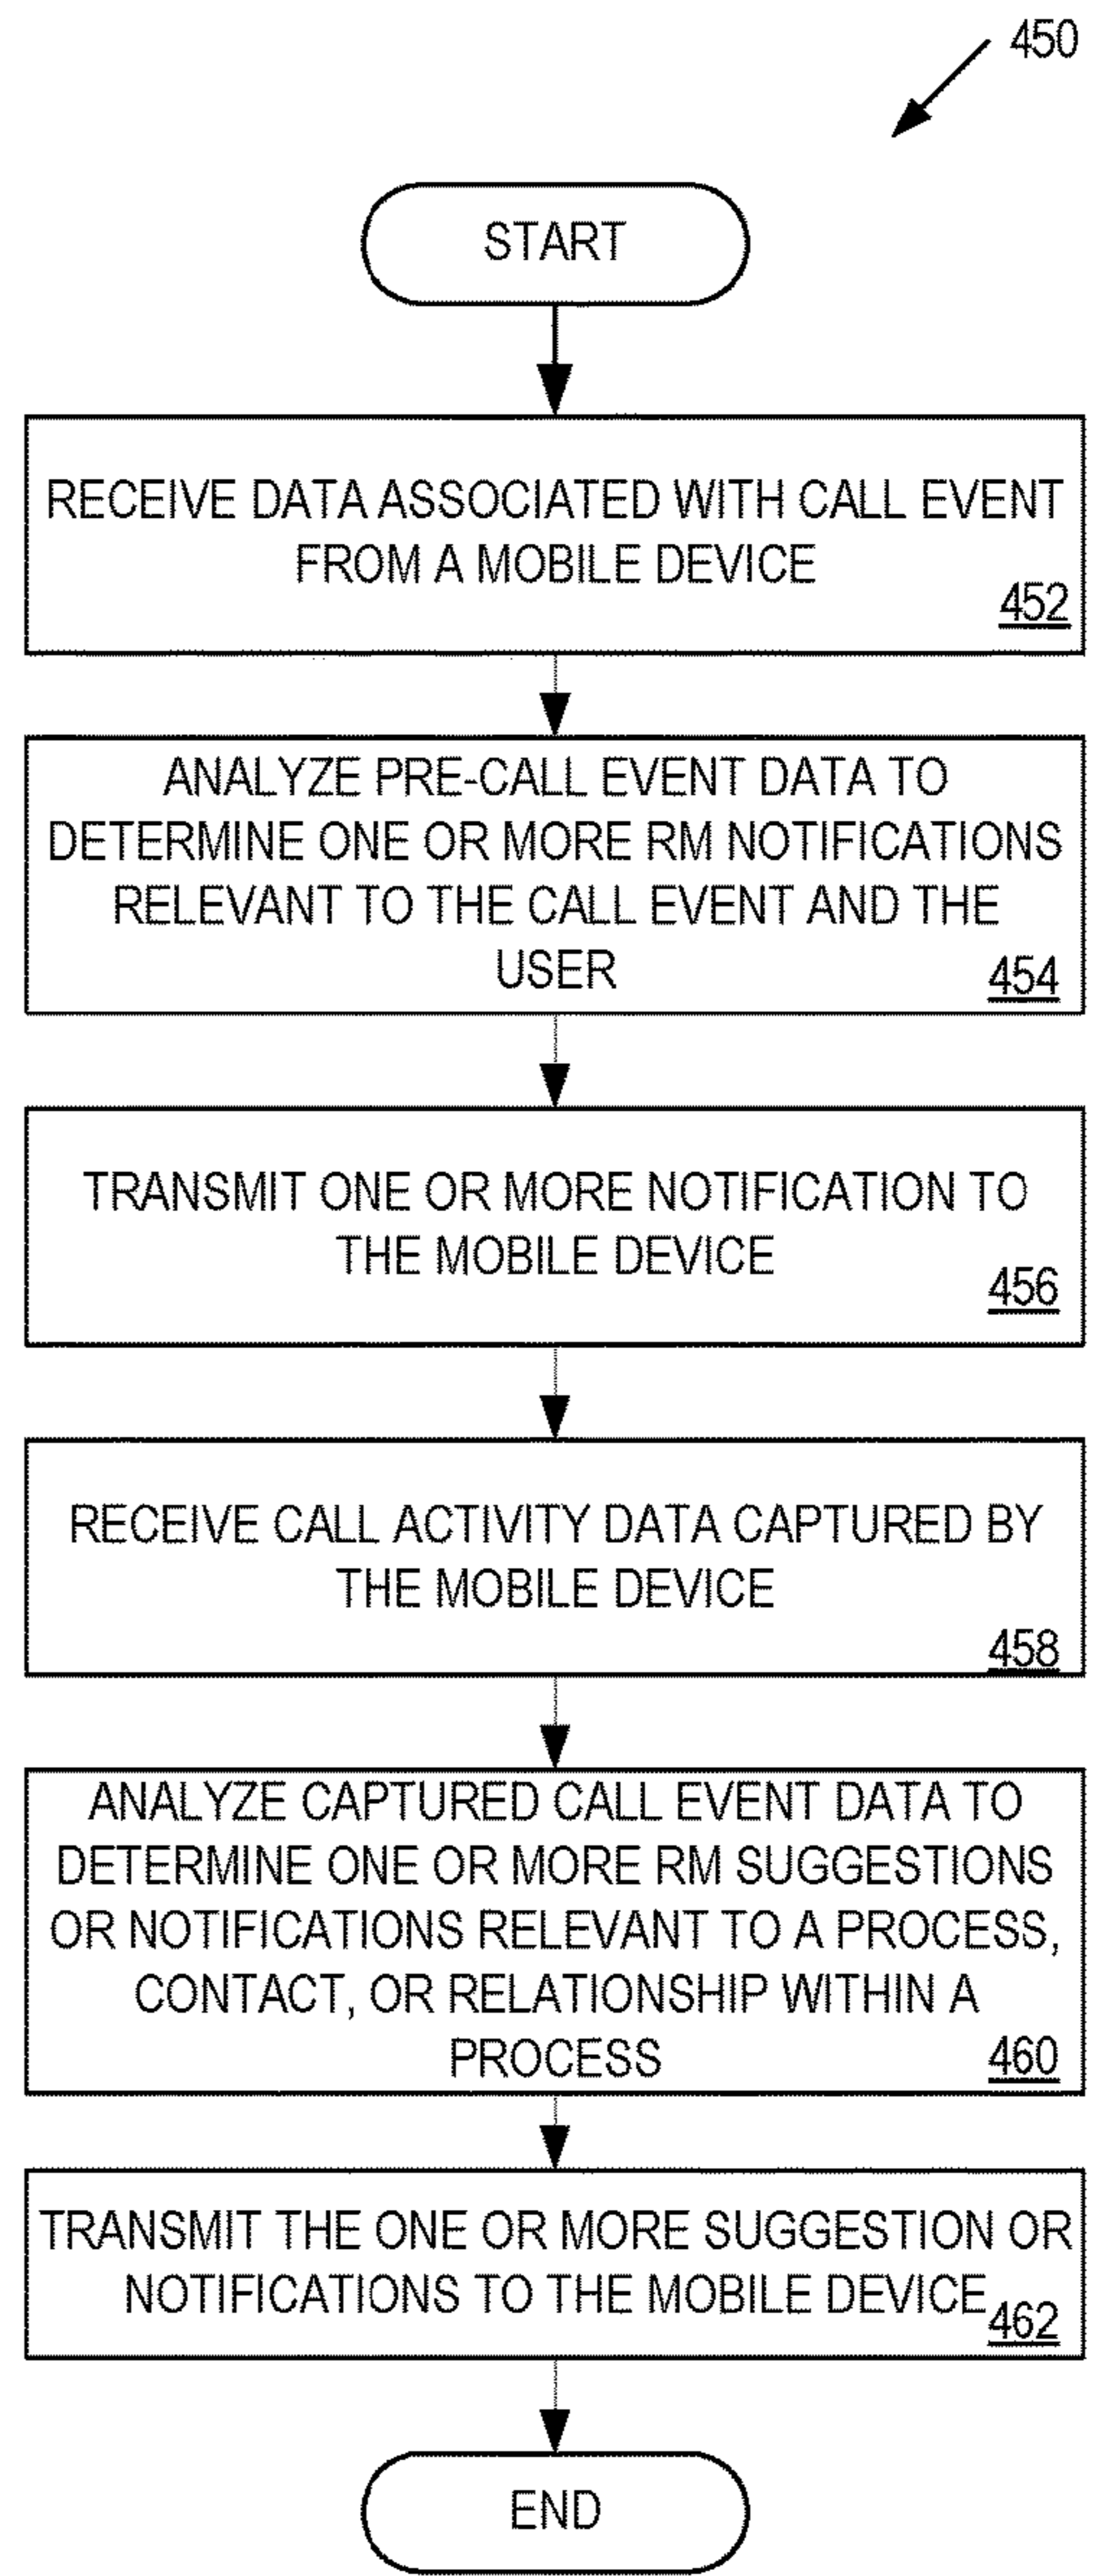 450
START
RECEIVE DATA ASSOCIATED WITH CALL EVENT
FROM A MOBILE DEVICE
452
ANALYZE PRE-CALL EVENT DATA TO
DETERMINE ONE OR MORE RM NOTIFICATIONS
RELEVANT TO THE CALL EVENT AND THE
USER
454
TRANSMIT ONE OR MORE NOTIFICATION TO
THE MOBILE DEVICE
456
RECEIVE CALL ACTIVITY DATA CAPTURED BY
THE MOBILE DEVICE
458
ANALYZE CAPTURED CALL EVENT DATA TO
DETERMINE ONE OR MORE RM SUGGESTIONS
OR NOTIFICATIONS RELEVANT TO A PROCESS,
CONTACT, OR RELATIONSHIP WITHIN A
PROCESS
460
TRANSMIT THE ONE OR MORE SUGGESTION OR
NOTIFICATIONS TO THE MOBILE DEVICE
462
END